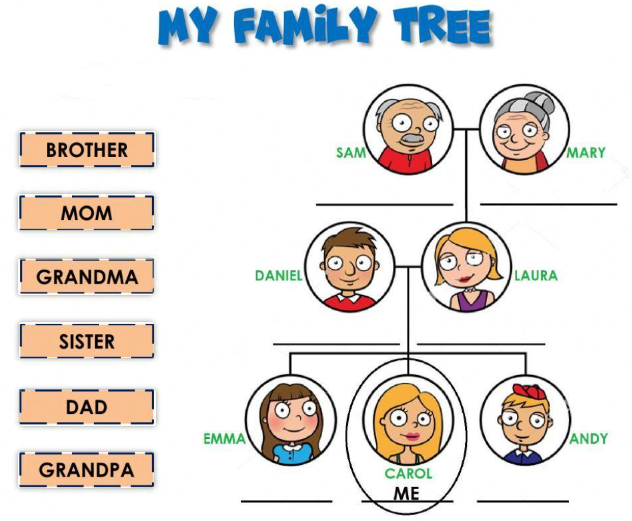 MY FAMILY TREE
BROTHER
MOM
GRANDMA
SISTER
DAD
GRANDPA
SAM
MARY
DANIEL
LAURA
EMMA
CAROL
ME
ANDY